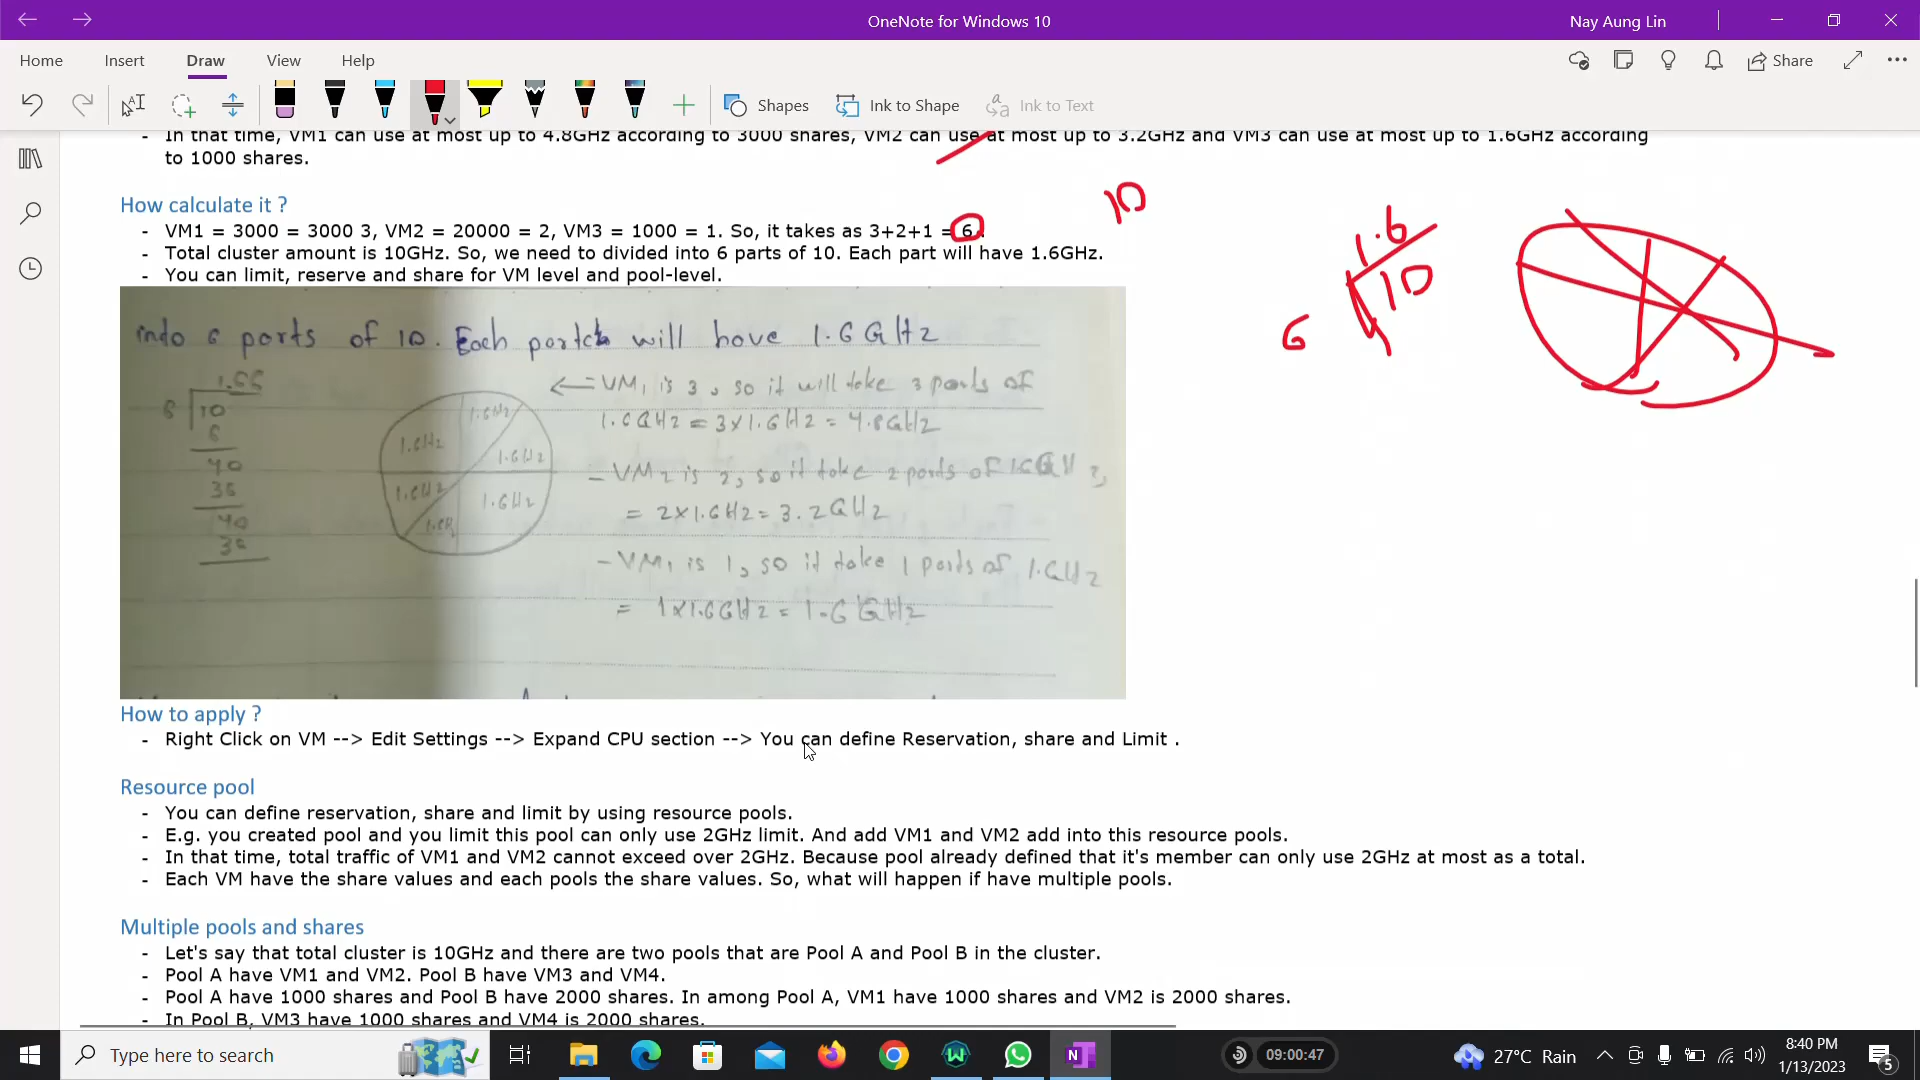 OneNote for Windows 10
Nay Aung Lin
Home Insert Draw View Help
Share
Shapes
Ink to Shape
Ink to Text
- In that time, VM1 can use at most up to 4.8GHz according to 3000 shares, VM2 can use at most up to 3.2GHz and VM3 can use at most up to 1.6GHz according
to 1000 shares.
How calculate it ?
- VM1 = 3000 = 3000 3, VM2 = 20000 = 2, VM3 = 1000 = 1. So, it takes as 3+2+1 = 6.
- Total cluster amount is 10GHz. So, we need to divided into 6 parts of 10. Each part will have 1.6GHz.
- You can limit, reserve and share for VM level and pool-level.
10
1.6
10
6
into 6 parts of 10. Each part will have 1.6GHz
1.66
6 10
6
40
36
40
36
1.6Hz
1.6Hz
1.6Hz
1.6Hz
1.6Hz
← VM1 is 3, so it will take 3 parts of
1.6GHz = 3x1.6Hz = 4.8GHz
- VM2 is 2, so it take 2 parts of
= 2x1.6Hz = 3.2GHz
- VM1 is 1, so it take 1 parts of 1.6Hz
= 1x1.6GHz = 1.6GHz
How to apply ?
- Right Click on VM --> Edit Settings --> Expand CPU section --> You can define Reservation, share and Limit .
Resource pool
- You can define reservation, share and limit by using resource pools.
- E.g. you created pool and you limit this pool can only use 2GHz limit. And add VM1 and VM2 add into this resource pools.
- In that time, total traffic of VM1 and VM2 cannot exceed over 2GHz. Because pool already defined that it's member can only use 2GHz at most as a total.
- Each VM have the share values and each pools the share values. So, what will happen if have multiple pools.
Multiple pools and shares
- Let's say that total cluster is 10GHz and there are two pools that are Pool A and Pool B in the cluster.
- Pool A have VM1 and VM2. Pool B have VM3 and VM4.
- Pool A have 1000 shares and Pool B have 2000 shares. In among Pool A, VM1 have 1000 shares and VM2 is 2000 shares.
- In Pool B, VM3 have 1000 shares and VM4 is 2000 shares.
Type here to search
09:00:47
27°C Rain
8:40 PM
1/13/2023
5